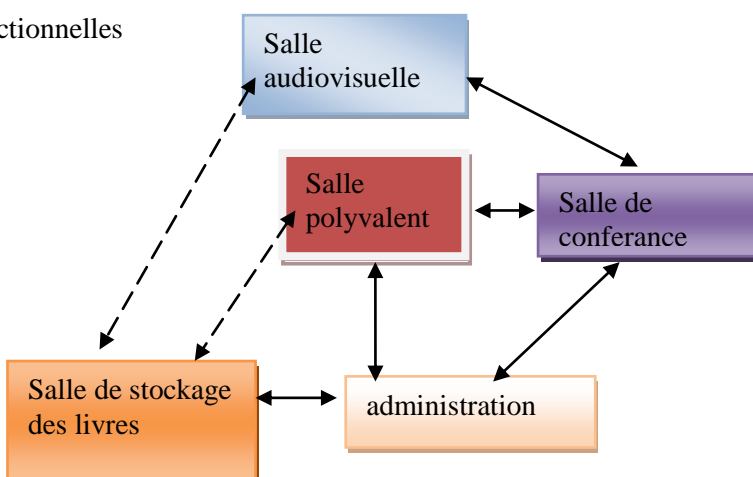 ctionnelles
Salle
audiovisuelle
Salle
polyvalent
Salle de
conferance
Salle de stockage
des livres
administration